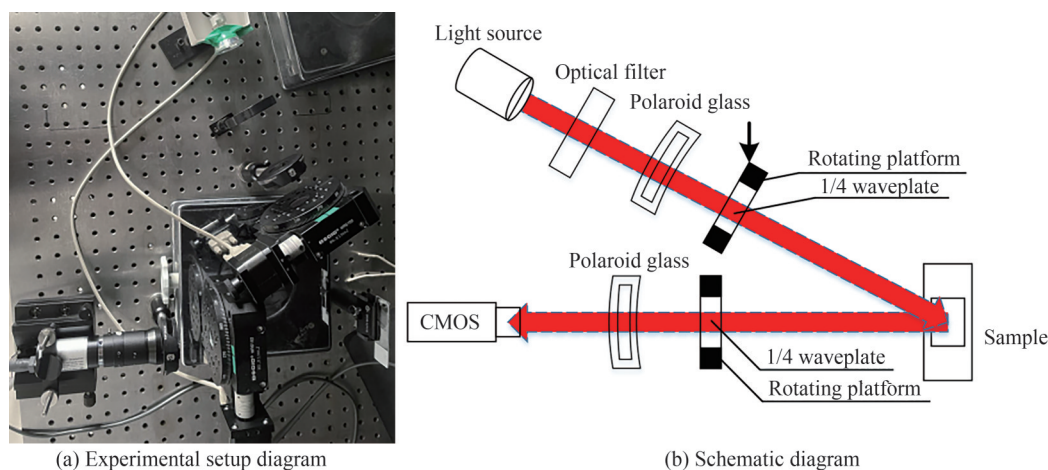 Light source
Optical filter
Polaroid glass
Rotating platform
1/4 waveplate
Polaroid glass
CMOS
Sample
1/4 waveplate
Rotating platform
(a) Experimental setup diagram
(b) Schematic diagram